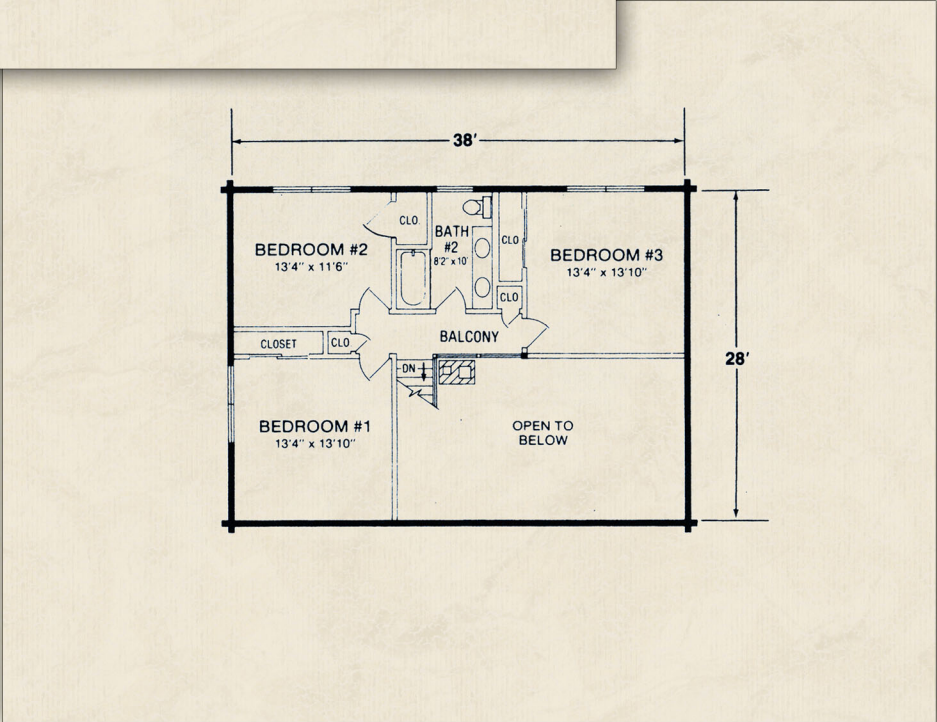 38'
CLO.
BATH
#2
8'2" x 10'
CLO
BEDROOM #2
13'4" x 11'6"
BEDROOM #3
13'4" x 13'10"
CLO
BALCONY
CLOSET
CLO
28'
DN
BEDROOM #1
13'4" x 13'10"
OPEN TO
BELOW